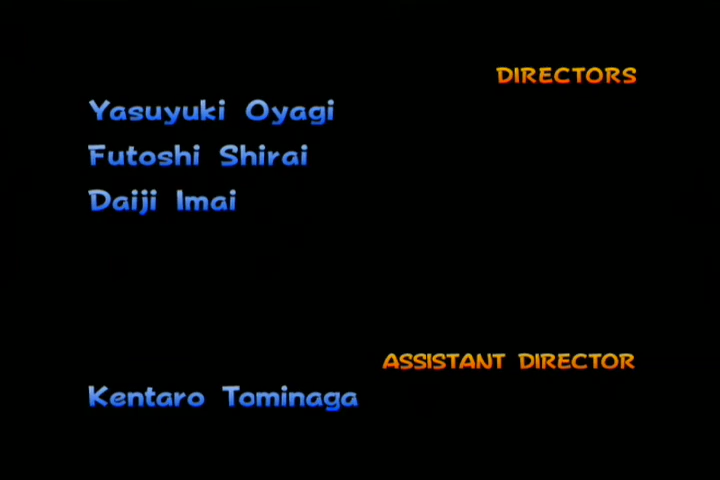 DIRECTORS
Yasuyuki Oyagi
Futoshi Shirai
Daiji Imai
ASSISTANT DIRECTOR
Kentaro Tominaga